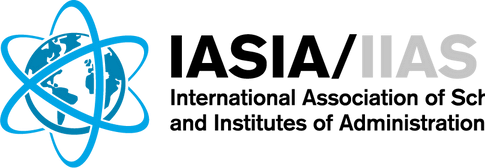 IASIA/IIAS
International Association of Sch
and Institutes of Administration